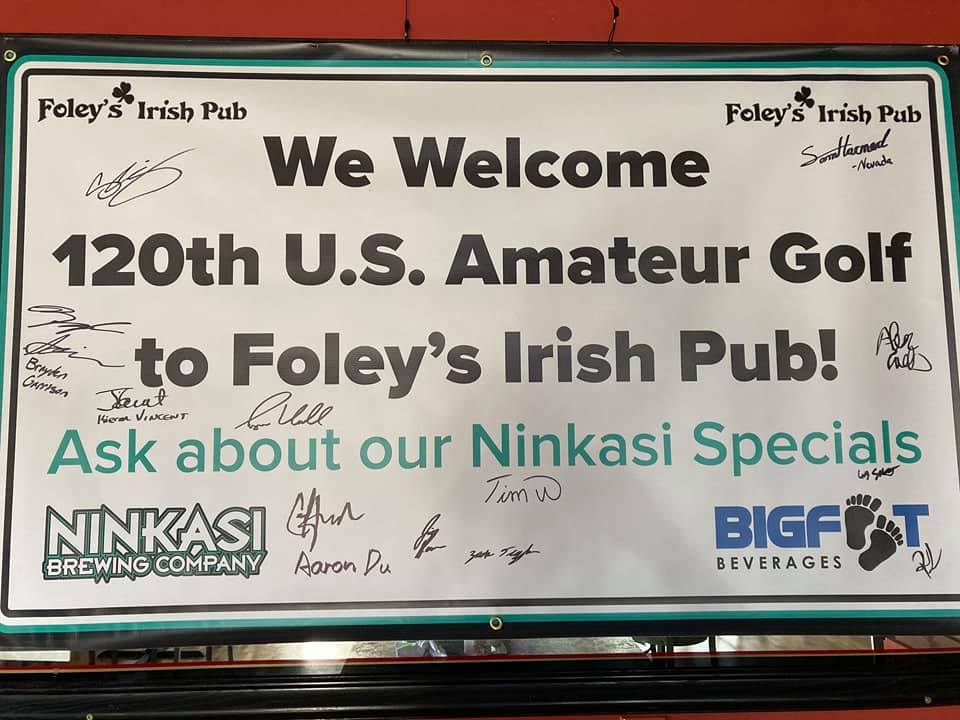 Foley's Irish Pub
Foley's Irish Pub
We Welcome
Sam Harned
-Nevada
120th U.S. Amateur Golf
to Foley's Irish Pub!
Brayden
Garrison
Kieron VINCENT
Ask about our Ninkasi Specials
Tim W
NINKASI
BREWING COMPANY
Aaron Du
BIGFOOT
BEVERAGES